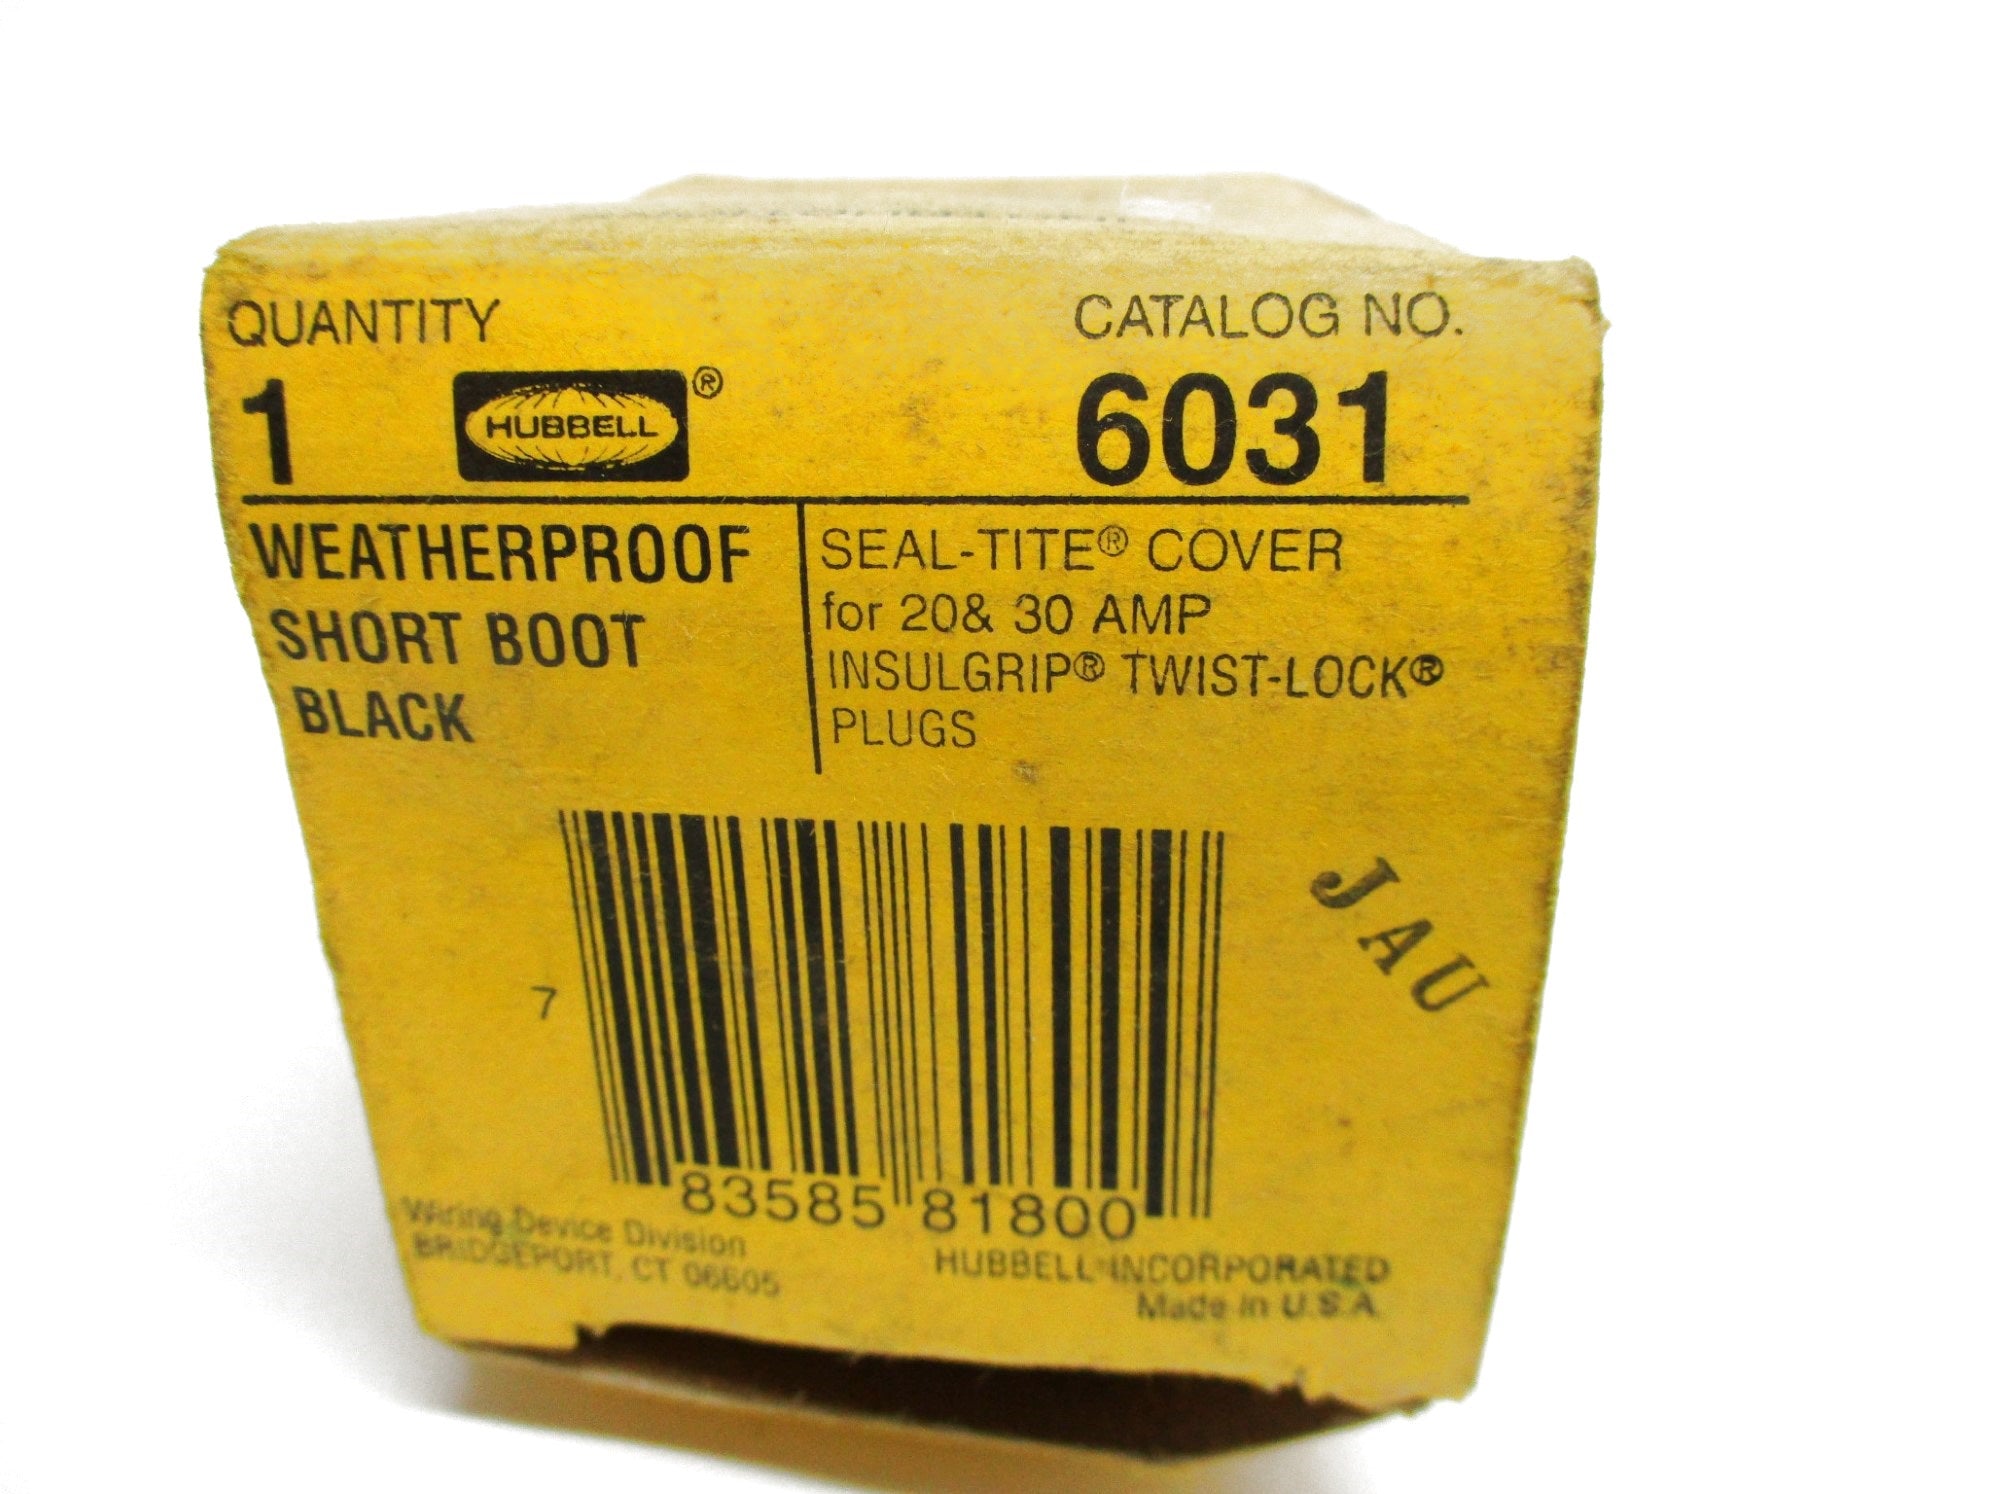 QUANTITY
CATALOG NO.
1
HUBBELL®
6031
WEATHERPROOF
SHORT BOOT
BLACK
SEAL-TITE® COVER
for 20& 30 AMP
INSULGRIP® TWIST-LOCK®
PLUGS
JAU
7
83585 81800
Wiring Device Division
BRIDGEPORT, CT 06605
HUBBELL INCORPORATED
Made in U.S.A.